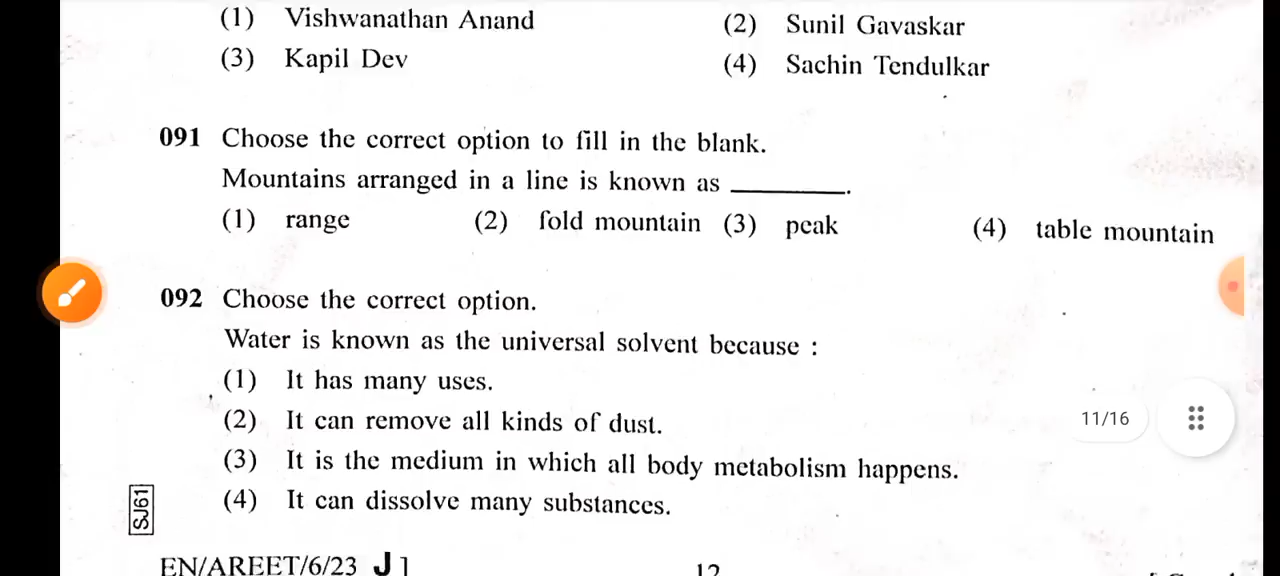 (1) Vishwanathan Anand (2) Sunil Gavaskar
(3) Kapil Dev (4) Sachin Tendulkar
091 Choose the correct option to fill in the blank.
Mountains arranged in a line is known as ________.
(1) range (2) fold mountain (3) peak (4) table mountain
092 Choose the correct option.
Water is known as the universal solvent because :
(1) It has many uses.
(2) It can remove all kinds of dust.
11/16
(3) It is the medium in which all body metabolism happens.
(4) It can dissolve many substances.
SJ61
EN/AREET/6/23 J ] 12